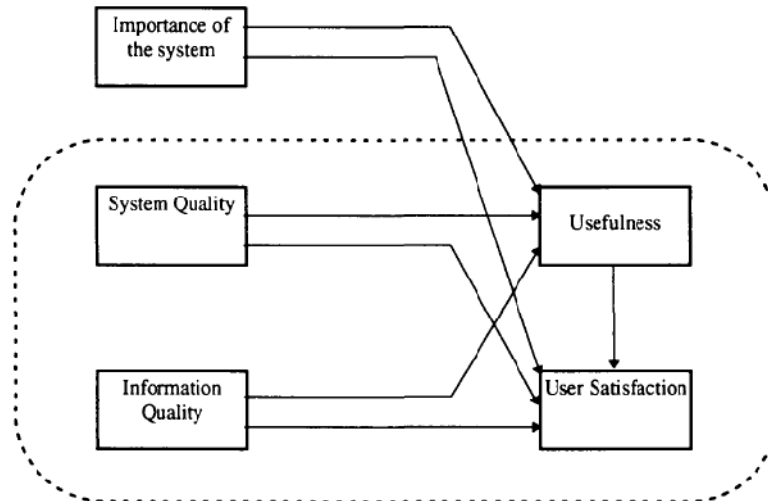 Importance of
the system
System Quality
Usefulness
Information
Quality
User Satisfaction